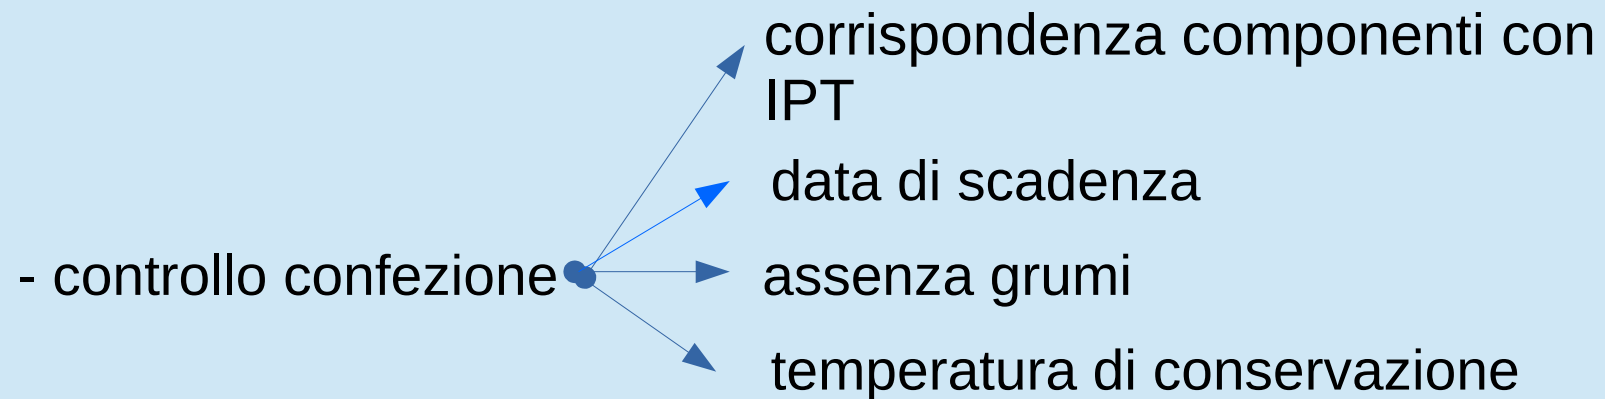 corrispondenza componenti con
IPT
data di scadenza
- controllo confezione
assenza grumi
temperatura di conservazione